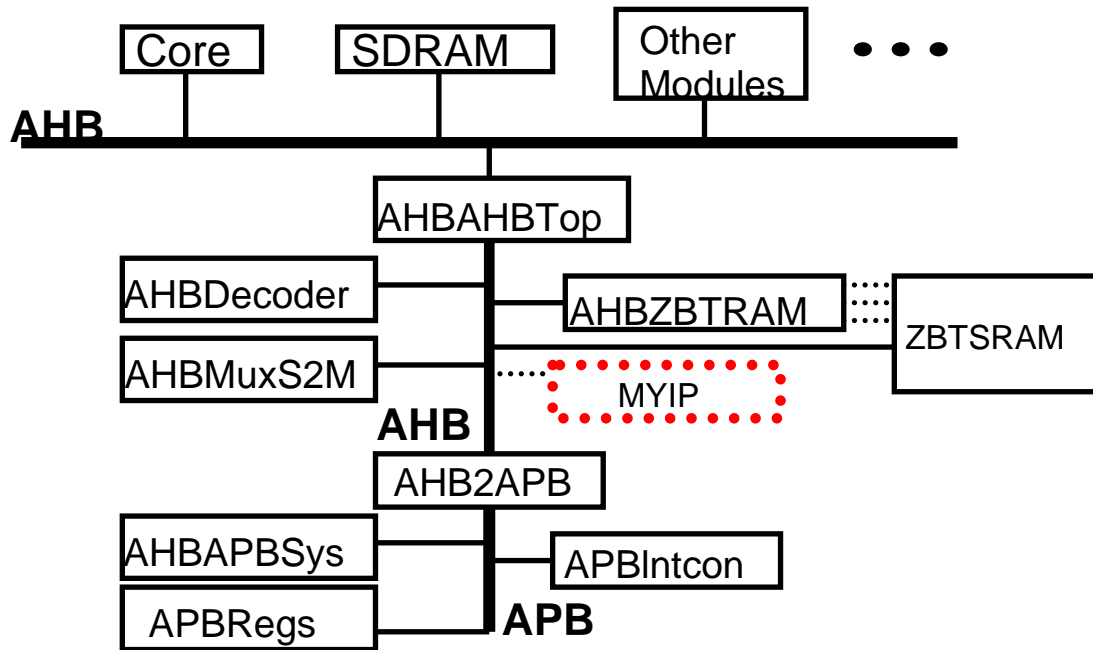 Core
SDRAM
Other
Modules
AHB
AHBAHBTop
AHBDecoder
AHBZBTRAM
ZBTSRAM
AHBMuxS2M
MYIP
AHB
AHB2APB
AHBAPBSys
APBIntcon
APBRegs
APB